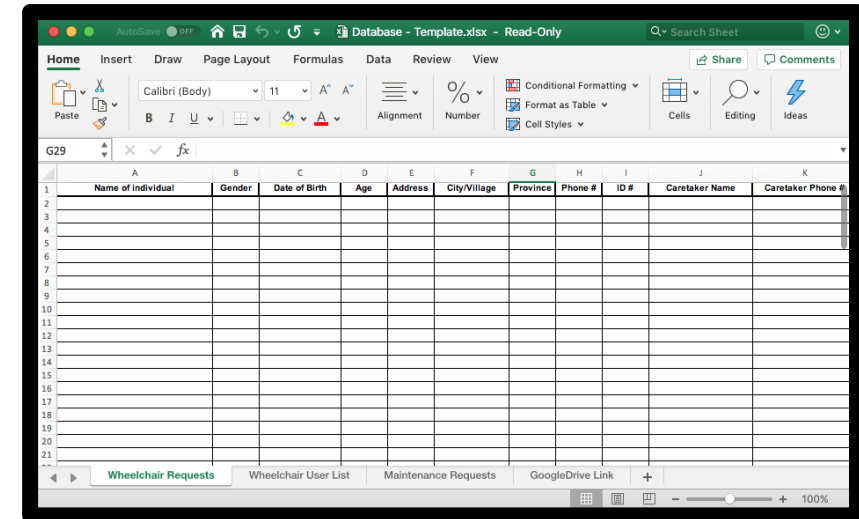 AutoSave OFF Database - Template.xlsx - Read-Only Search Sheet
Home Insert Draw Page Layout Formulas Data Review View Share Comments
Calibri (Body) 11 A^ A˅ Conditional Formatting
Format as Table
Paste B I U A Alignment Number Cell Styles Cells Editing Ideas
G29 fx
A B C D E F G H I J K
1 Name of individual Gender Date of Birth Age Address City/Village Province Phone # ID # Caretaker Name Caretaker Phone #
2
3
4
5
6
7
8
9
10
11
12
13
14
15
16
17
18
19
20
21
Wheelchair Requests Wheelchair User List Maintenance Requests GoogleDrive Link +
- + 100%